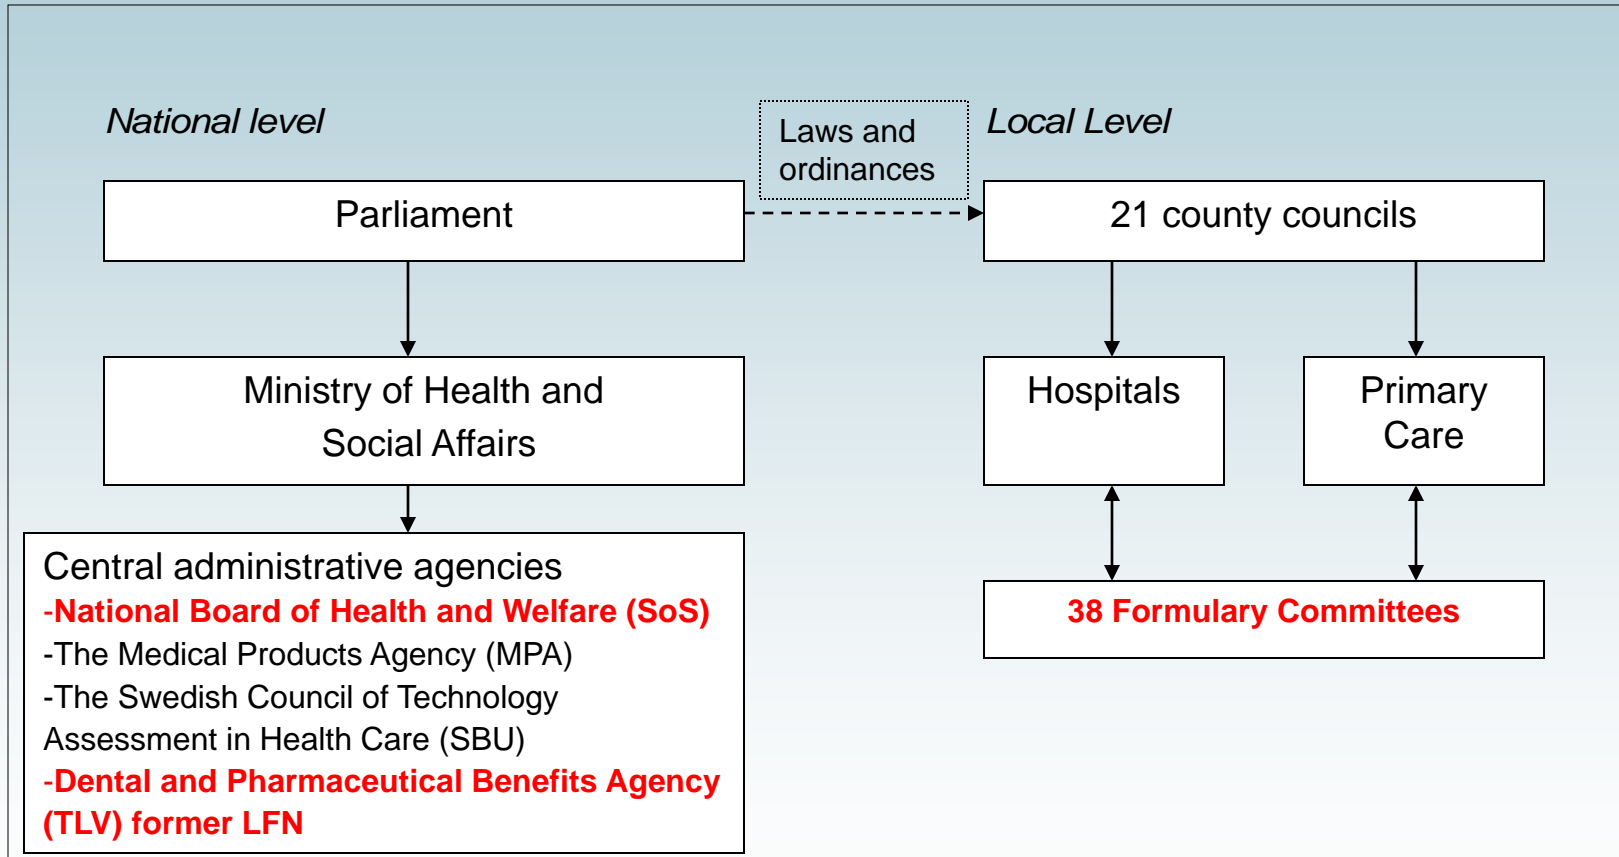 National level
Laws and
ordinances
Local Level
Parliament
21 county councils
Ministry of Health and
Social Affairs
Hospitals
Primary
Care
Central administrative agencies
-National Board of Health and Welfare (SoS)
-The Medical Products Agency (MPA)
-The Swedish Council of Technology
Assessment in Health Care (SBU)
-Dental and Pharmaceutical Benefits Agency
(TLV) former LFN
38 Formulary Committees